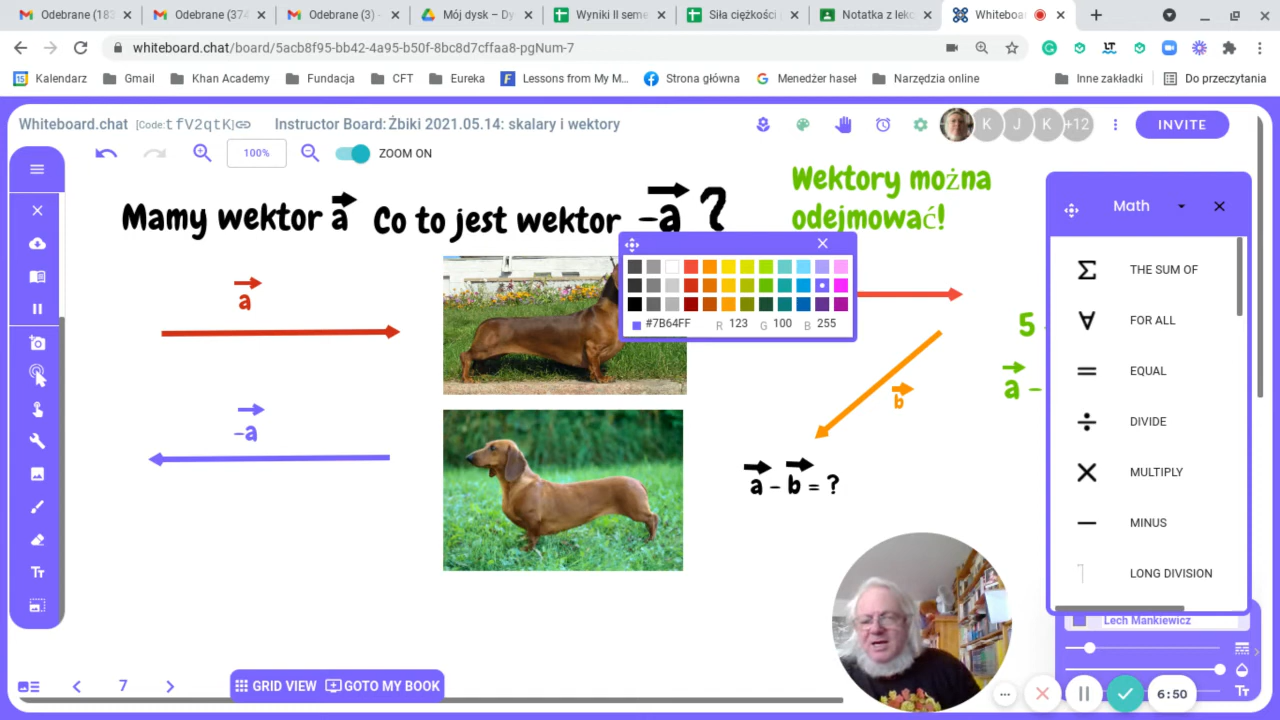 Odebrane (18
Odebrane (374
Odebrane (3) –
Mój dysk – Dy
Wyniki II seme
Siła ciężkości
Notatka z lekc
Whiteboa
whiteboard.chat/board/5acb8f95-bb42-4a95-b50f-8bc8d7cffaa8-pgNum-7
Kalendarz
Gmail
Khan Academy
Fundacja
CFT
Eureka
Lessons from My M...
Strona główna
Menedżer haseł
Narzędzia online
Inne zakładki
Do przeczytania
Whiteboard.chat [Code:tfV2qtK] Instructor Board: Żbiki 2021.05.14: skalary i wektory
K J K +12
INVITE
100%
ZOOM ON
Mamy wektor a Co to jest wektor -a ?
Wektory można
odejmować!
Math
a
-a
#7B64FF R 123 G 100 B 255
b
5
a -
a - b = ?
THE SUM OF
FOR ALL
EQUAL
DIVIDE
MULTIPLY
MINUS
LONG DIVISION
Lech Mankiewicz
7
GRID VIEW
GOTO MY BOOK
6:50